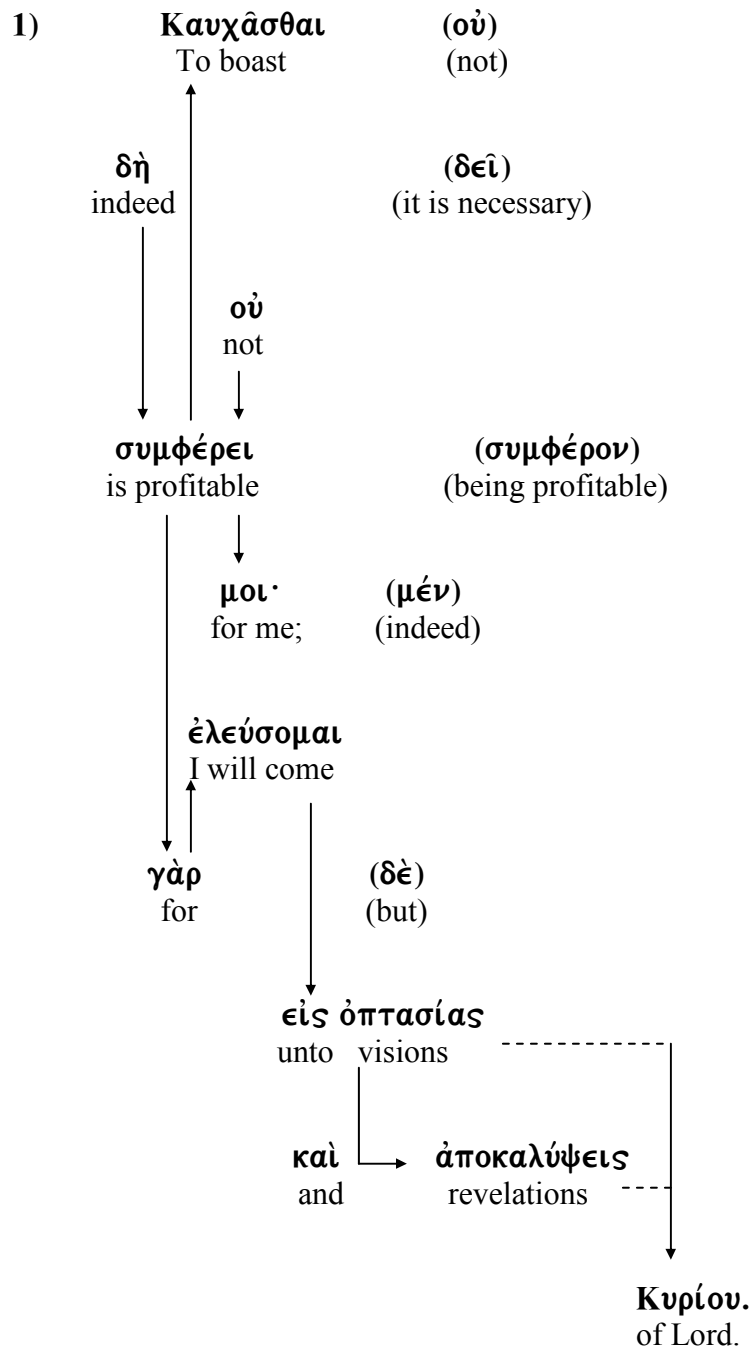 1) Καυχᾶσθαι (οὐ)
To boast (not)
δὴ (δεῖ)
indeed (it is necessary)
οὐ
not
συμφέρει (συμφέρον)
is profitable (being profitable)
μοι· (μέν)
for me; (indeed)
ἐλεύσομαι
I will come
γὰρ (δὲ)
for (but)
εἰς ὀπτασίας
unto visions
καὶ ἀποκαλύψεις
and revelations
Κυρίου.
of Lord.